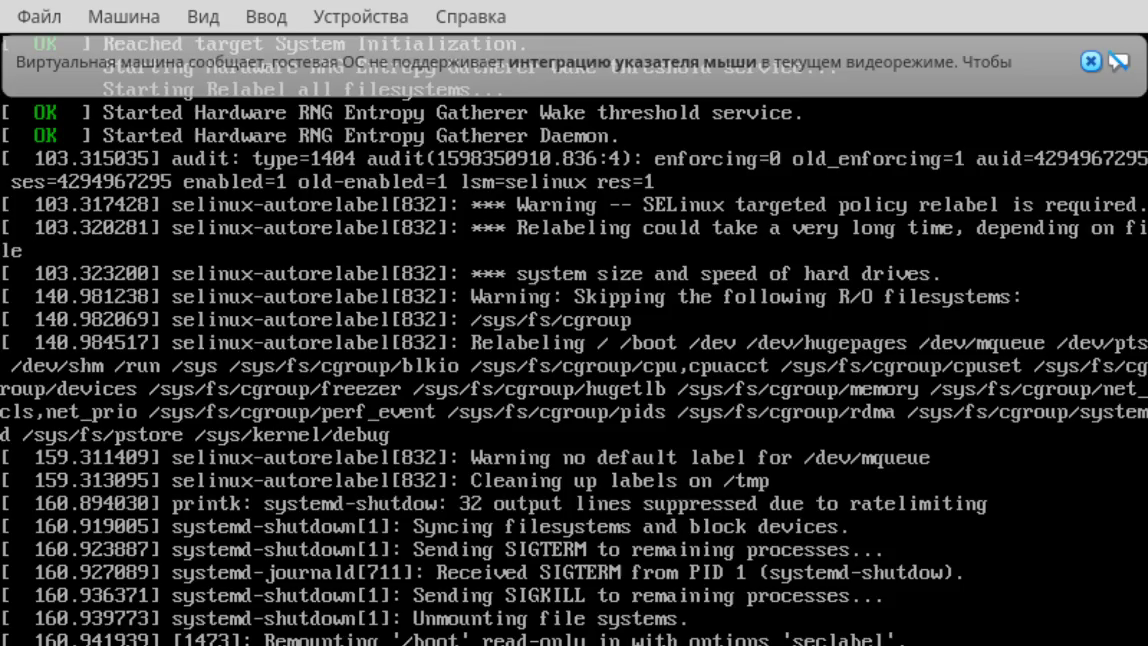 Файл Машина Вид Ввод Устройства Справка
[ OK ] Reached target System Initialization.
Виртуальная машина сообщает, гостевая ОС не поддерживает интеграцию указателя мыши в текущем видеорежиме. Чтобы
Starting Hardware RNG Entropy Gatherer Wake threshold service...
Starting Relabel all filesystems...
[ OK ] Started Hardware RNG Entropy Gatherer Wake threshold service.
[ OK ] Started Hardware RNG Entropy Gatherer Daemon.
[ 103.315035] audit: type=1404 audit(1598350910.836:4): enforcing=0 old_enforcing=1 auid=4294967295
ses=4294967295 enabled=1 old-enabled=1 lsm=selinux res=1
[ 103.317428] selinux-autorelabel[832]: *** Warning -- SELinux targeted policy relabel is required.
[ 103.320281] selinux-autorelabel[832]: *** Relabeling could take a very long time, depending on fi
le
[ 103.323200] selinux-autorelabel[832]: *** system size and speed of hard drives.
[ 140.981238] selinux-autorelabel[832]: Warning: Skipping the following R/O filesystems:
[ 140.982069] selinux-autorelabel[832]: /sys/fs/cgroup
[ 140.984517] selinux-autorelabel[832]: Relabeling / /boot /dev /dev/hugepages /dev/mqueue /dev/pts
/dev/shm /run /sys /sys/fs/cgroup/blkio /sys/fs/cgroup/cpu,cpuacct /sys/fs/cgroup/cpuset /sys/fs/cg
roup/devices /sys/fs/cgroup/freezer /sys/fs/cgroup/hugetlb /sys/fs/cgroup/memory /sys/fs/cgroup/net_
cls,net_prio /sys/fs/cgroup/perf_event /sys/fs/cgroup/pids /sys/fs/cgroup/rdma /sys/fs/cgroup/system
d /sys/fs/pstore /sys/kernel/debug
[ 159.311409] selinux-autorelabel[832]: Warning no default label for /dev/mqueue
[ 159.313095] selinux-autorelabel[832]: Cleaning up labels on /tmp
[ 160.894030] printk: systemd-shutdow: 32 output lines suppressed due to ratelimiting
[ 160.919005] systemd-shutdown[1]: Syncing filesystems and block devices.
[ 160.923887] systemd-shutdown[1]: Sending SIGTERM to remaining processes...
[ 160.927089] systemd-journald[711]: Received SIGTERM from PID 1 (systemd-shutdow).
[ 160.936371] systemd-shutdown[1]: Sending SIGKILL to remaining processes...
[ 160.939773] systemd-shutdown[1]: Unmounting file systems.
[ 160.941939] [1473]: Remounting '/boot' read-only in with options 'seclabel'.